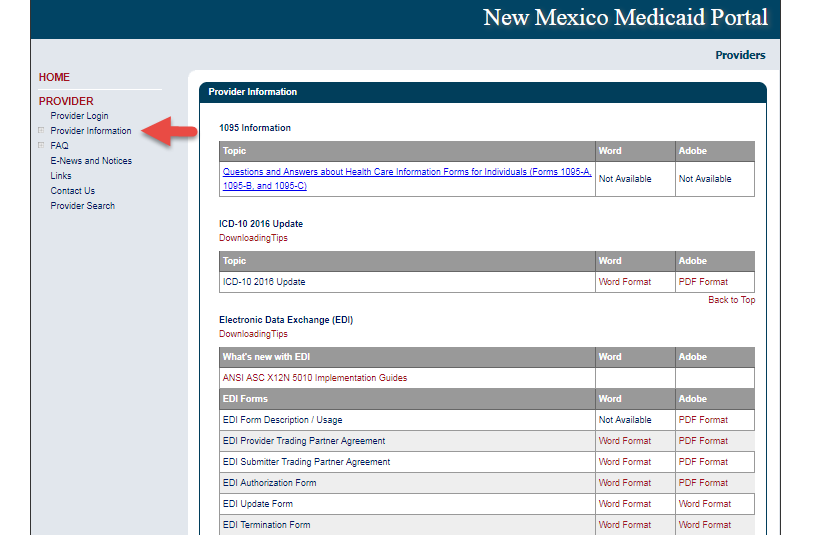 New Mexico Medicaid Portal
Providers
HOME
PROVIDER
Provider Login
Provider Information
FAQ
E-News and Notices
Links
Contact Us
Provider Search
Provider Information
1095 Information
Topic Word Adobe
Questions and Answers about Health Care Information Forms for Individuals (Forms 1095-A,
1095-B, and 1095-C) Not Available Not Available
ICD-10 2016 Update
DownloadingTips
Topic Word Adobe
ICD-10 2016 Update Word Format PDF Format
Back to Top
Electronic Data Exchange (EDI)
DownloadingTips
What's new with EDI Word Adobe
ANSI ASC X12N 5010 Implementation Guides
EDI Forms Word Adobe
EDI Form Description / Usage Not Available PDF Format
EDI Provider Trading Partner Agreement Word Format PDF Format
EDI Submitter Trading Partner Agreement Word Format PDF Format
EDI Authorization Form Word Format PDF Format
EDI Update Form Word Format Word Format
EDI Termination Form Word Format Word Format